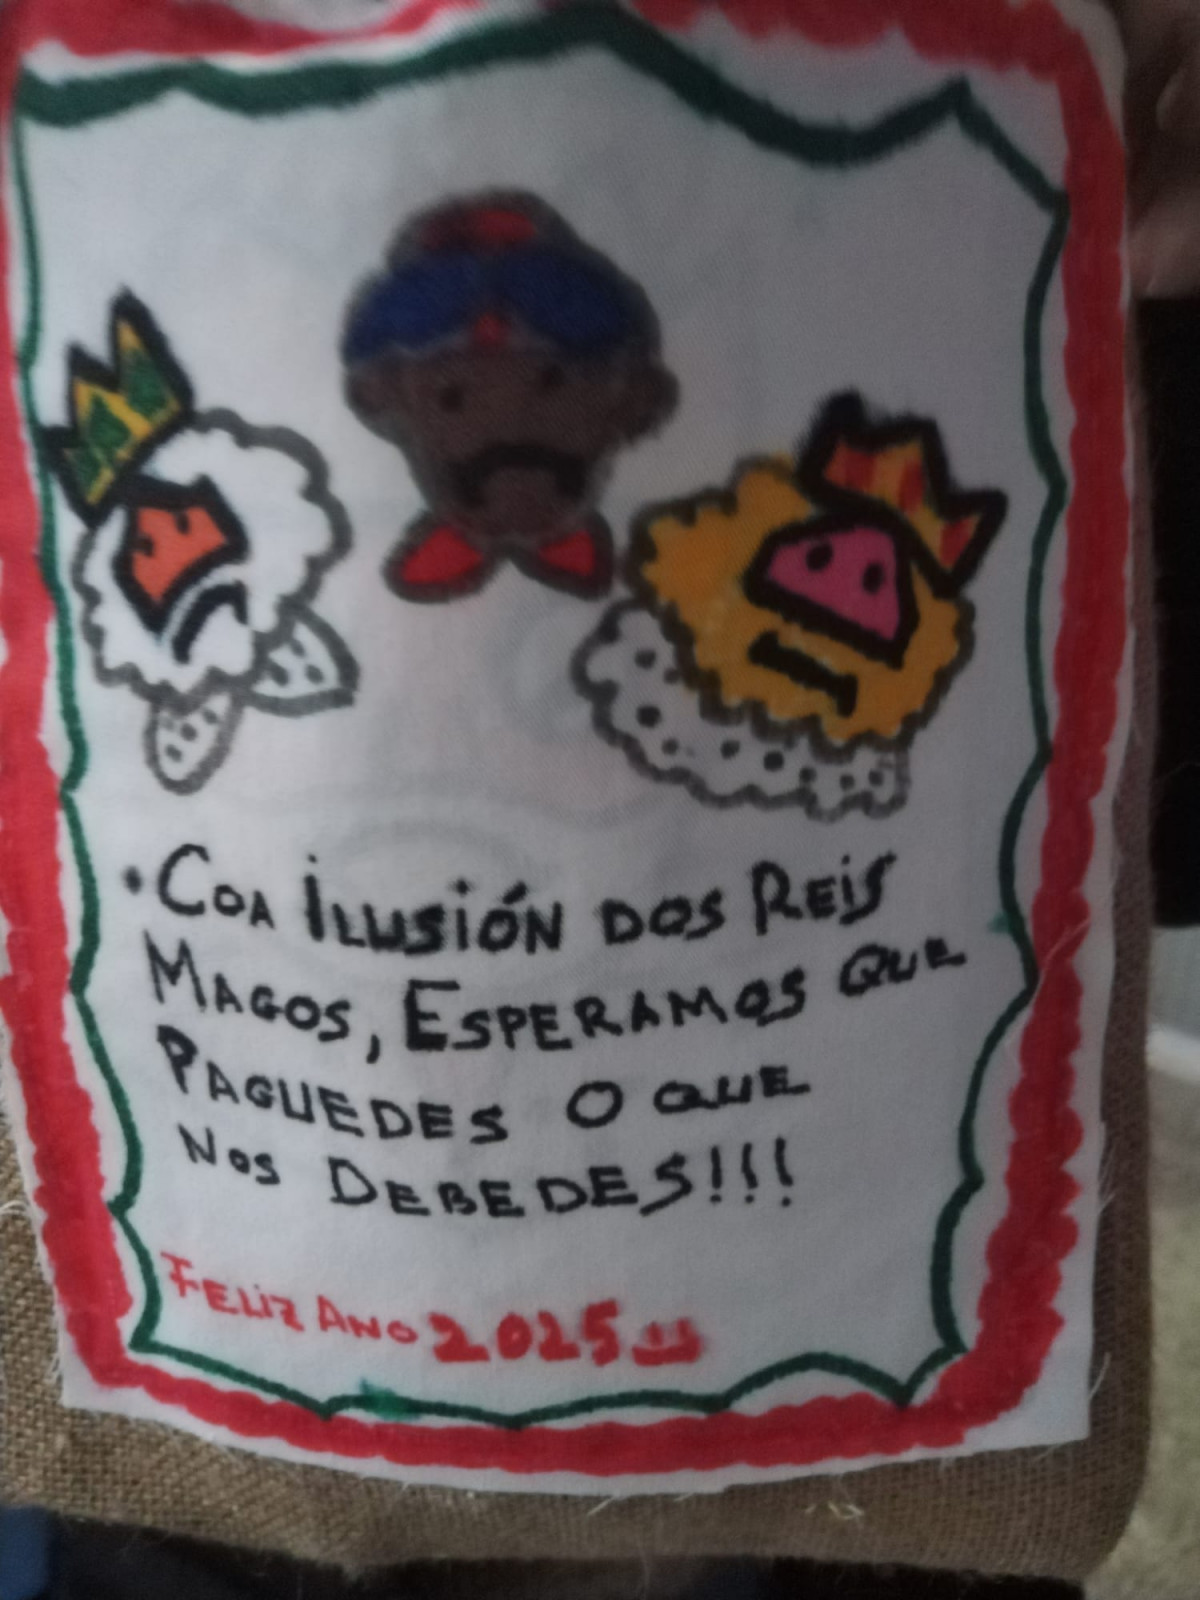 · COA ILUSIÓN DOS REIS
MAGOS, ESPERAMOS QUE
PAGUEDES O QUE
NOS DEBEDES!!!
FELIZ ANO 2025